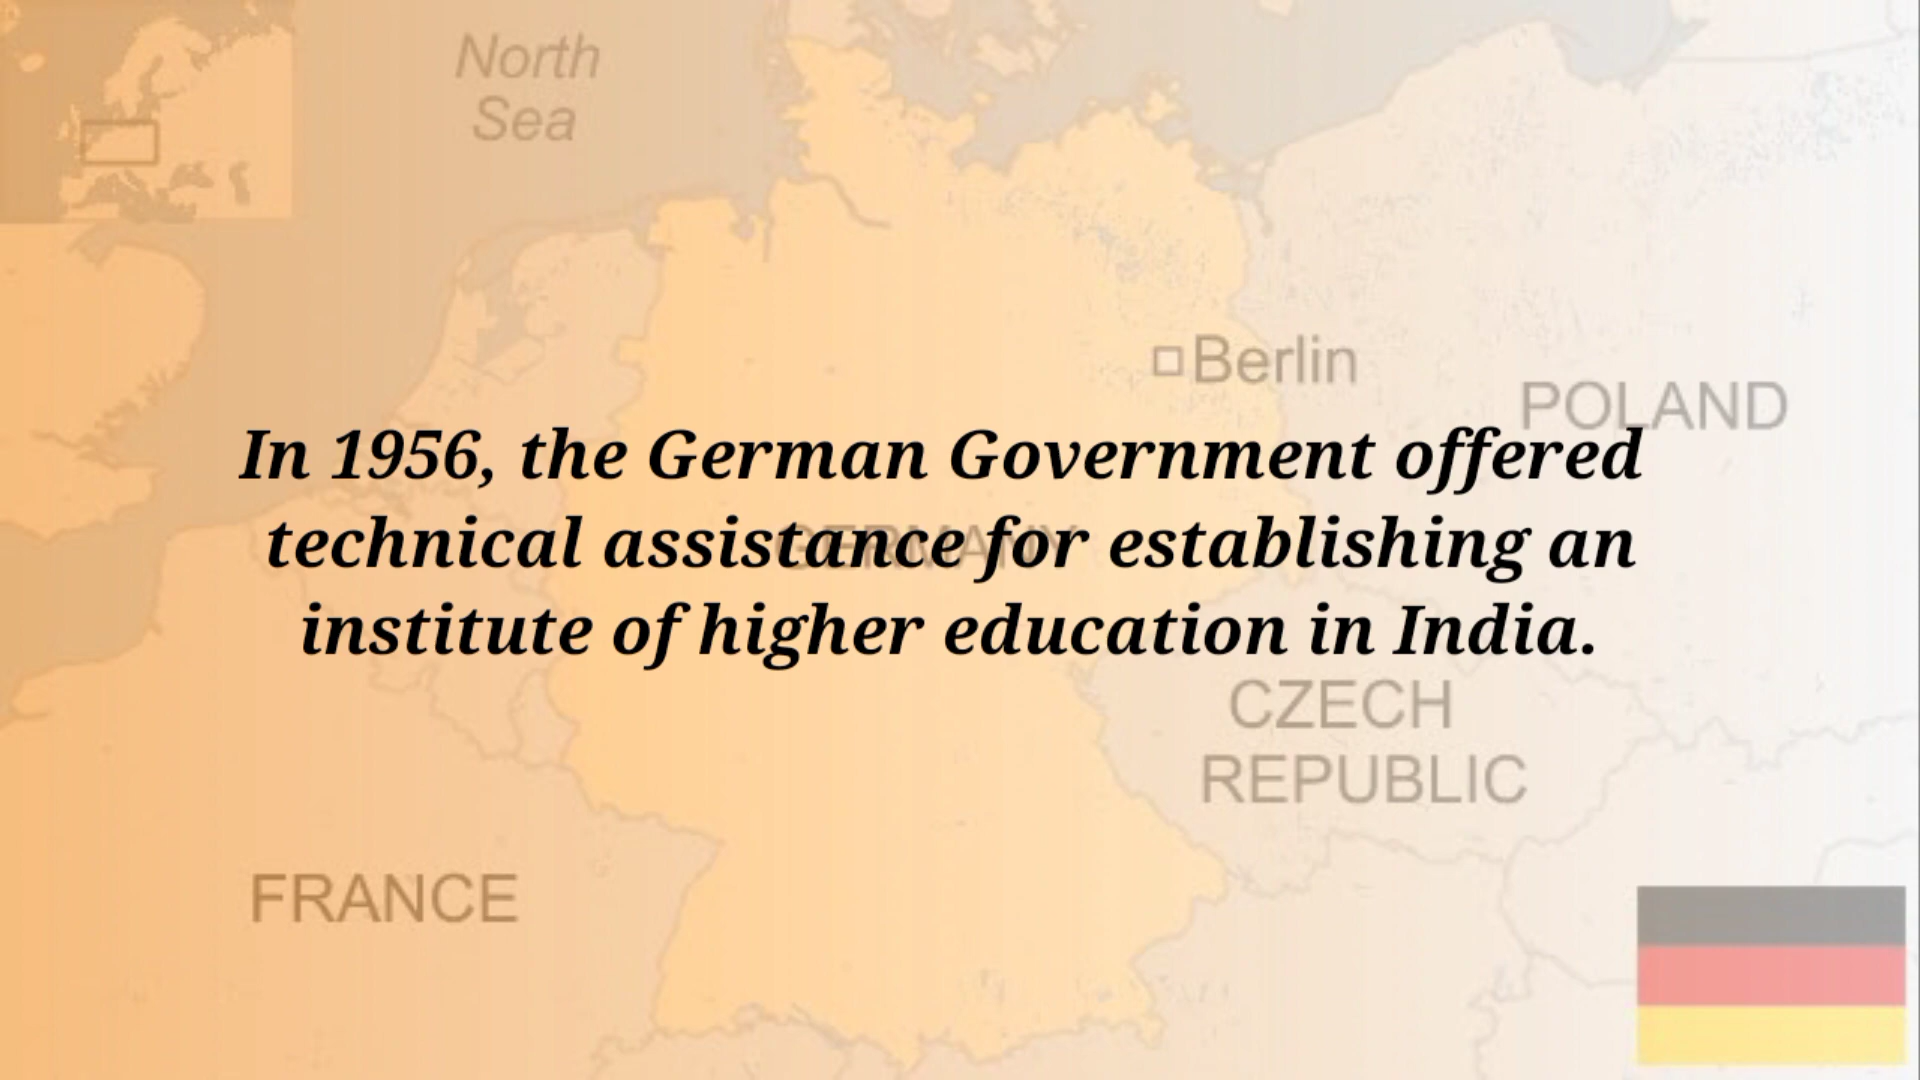 North
Sea
Berlin
POLAND
In 1956, the German Government offered
technical assistance for establishing an
institute of higher education in India.
GERMANY
CZECH
REPUBLIC
FRANCE